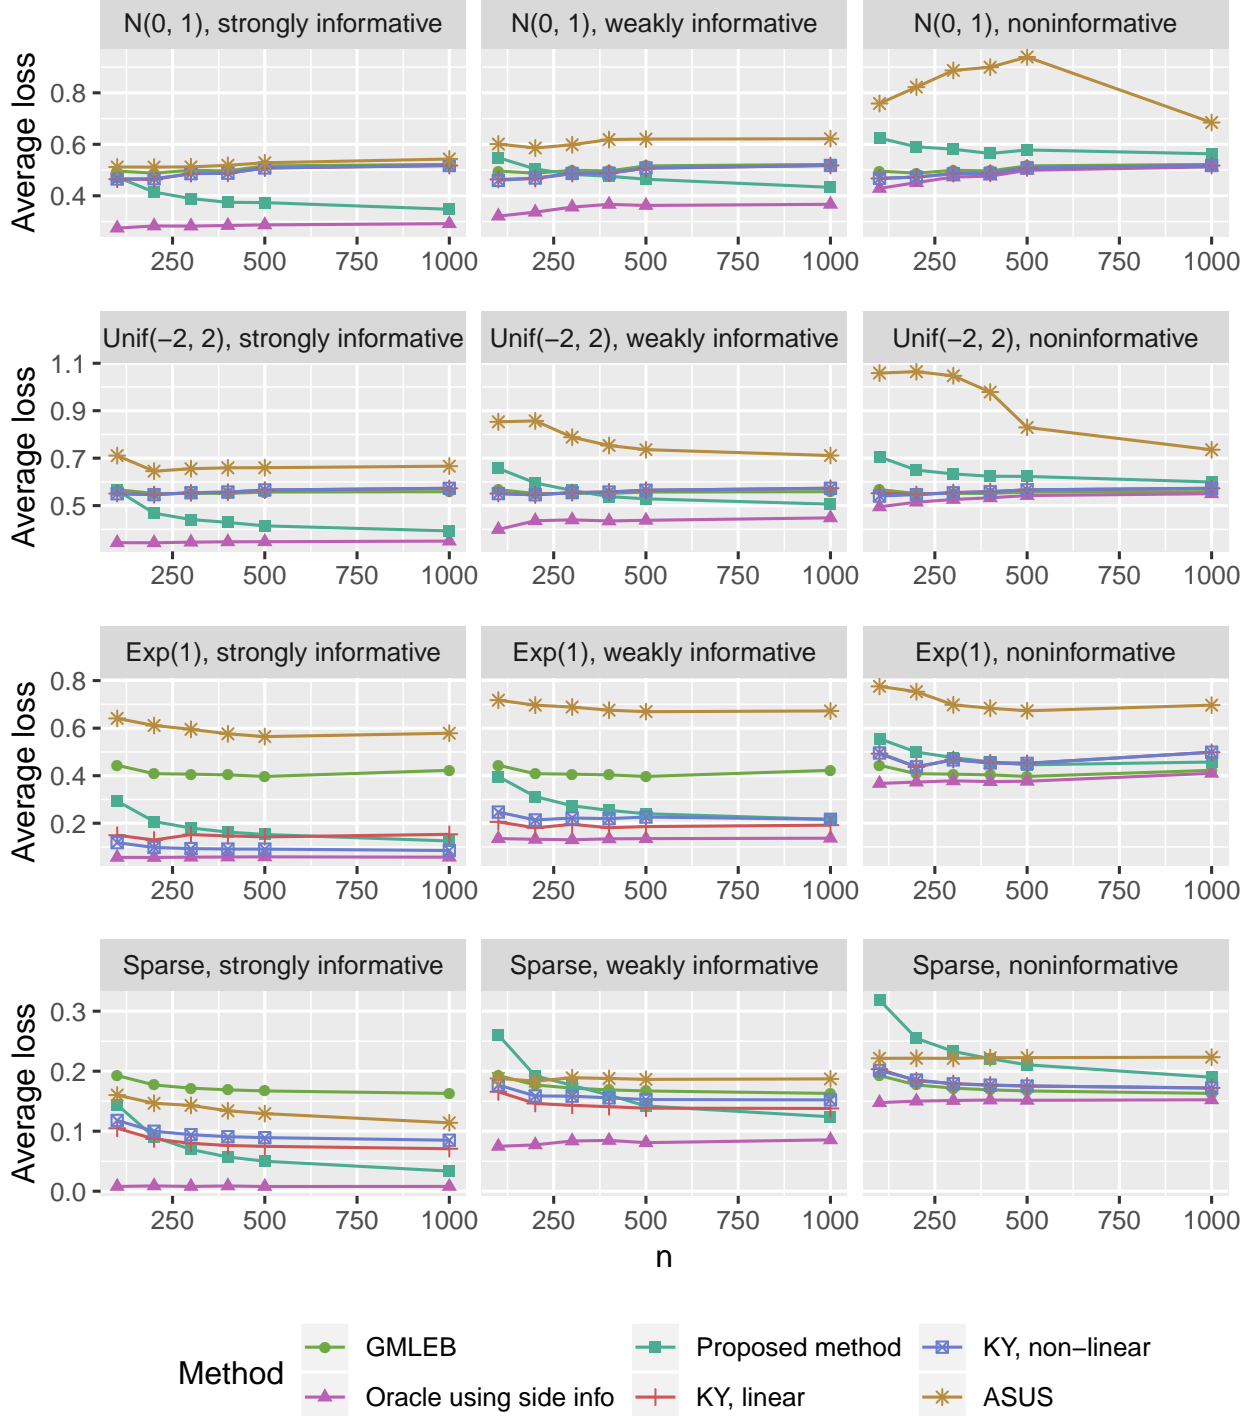 N(0, 1), strongly informative
N(0, 1), weakly informative
N(0, 1), noninformative
Average loss
0.8
0.6
0.4
250 500 750 1000
250 500 750 1000
250 500 750 1000
Unif(−2, 2), strongly informative
Unif(−2, 2), weakly informative
Unif(−2, 2), noninformative
Average loss
1.1
0.9
0.7
0.5
250 500 750 1000
250 500 750 1000
250 500 750 1000
Exp(1), strongly informative
Exp(1), weakly informative
Exp(1), noninformative
Average loss
0.8
0.6
0.4
0.2
250 500 750 1000
250 500 750 1000
250 500 750 1000
Sparse, strongly informative
Sparse, weakly informative
Sparse, noninformative
Average loss
0.3
0.2
0.1
0.0
250 500 750 1000
250 500 750 1000
250 500 750 1000
n
Method
GMLEB
Oracle using side info
Proposed method
KY, linear
KY, non−linear
ASUS